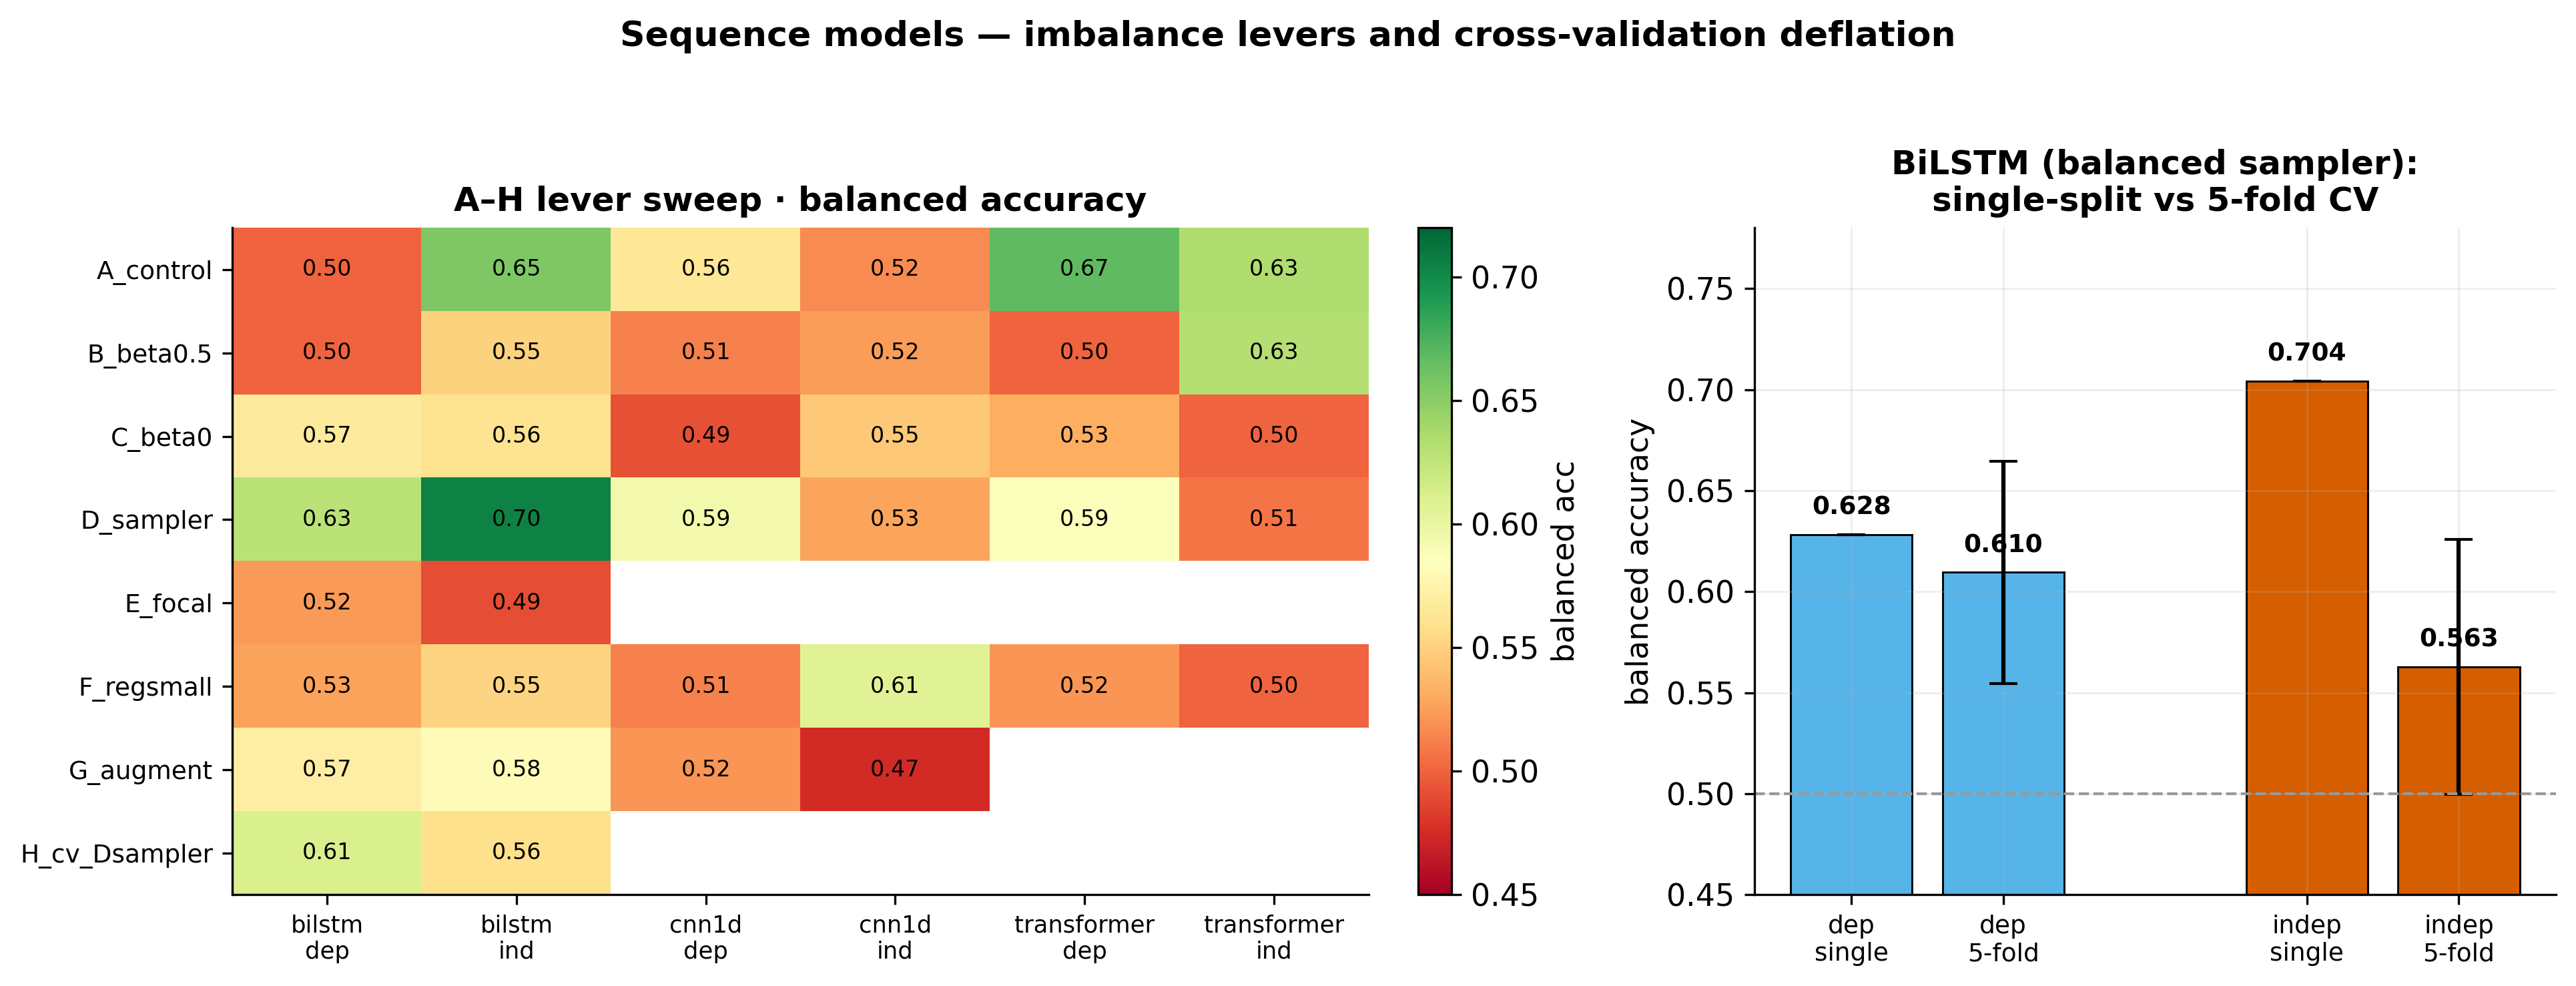 Sequence models — imbalance levers and cross-validation deflation
A–H lever sweep · balanced accuracy
A_control 0.50 0.65 0.56 0.52 0.67 0.63
B_beta0.5 0.50 0.55 0.51 0.52 0.50 0.63
C_beta0 0.57 0.56 0.49 0.55 0.53 0.50
D_sampler 0.63 0.70 0.59 0.53 0.59 0.51
E_focal 0.52 0.49
F_regsmall 0.53 0.55 0.51 0.61 0.52 0.50
G_augment 0.57 0.58 0.52 0.47
H_cv_Dsampler 0.61 0.56
bilstm bilstm cnn1d cnn1d transformer transformer
dep ind dep ind dep ind
0.70
0.65
0.60
0.55
0.50
0.45
balanced acc
BiLSTM (balanced sampler):
single-split vs 5-fold CV
balanced accuracy
0.75
0.70
0.65
0.60
0.55
0.50
0.45
0.628
0.610
0.704
0.563
dep dep indep indep
single 5-fold single 5-fold